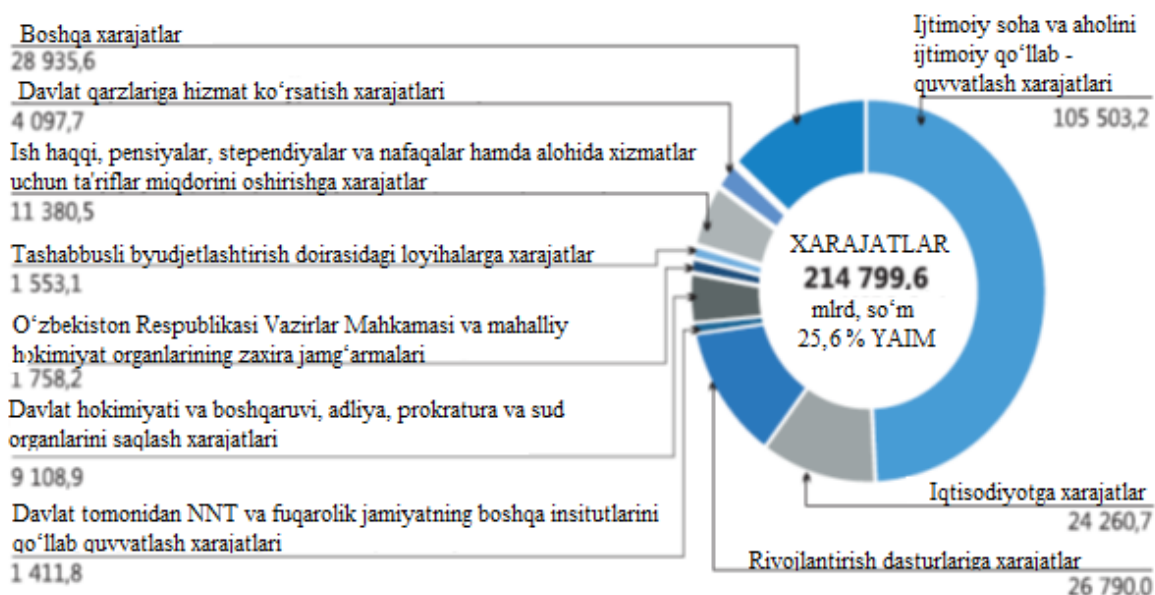 Boshqa xarajatlar
28 935,6
Davlat qarzlariga hizmat ko‘rsatish xarajatlari
4 097,7
Ish haqqi, pensiyalar, stependiyalar va nafaqalar hamda alohida xizmatlar
uchun ta'riflar miqdorini oshirishga xarajatlar
11 380,5
Tashabbusli byudjetlashtirish doirasidagi loyihalarga xarajatlar
1 553,1
O‘zbekiston Respublikasi Vazirlar Mahkamasi va mahalliy
hokimiyat organlarining zaxira jamg‘armalari
1 758,2
Davlat hokimiyati va boshqaruvi, adliya, prokratura va sud
organlarini saqlash xarajatlari
9 108,9
Davlat tomonidan NNT va fuqarolik jamiyatning boshqa insitutlarini
qo‘llab quvvatlash xarajatlari
1 411,8
XARAJATLAR
214 799,6
mlrd, so‘m
25,6 % YAIM
Ijtimoiy soha va aholini
ijtimoiy qo‘llab -
quvvatlash xarajatlari
105 503,2
Iqtisodiyotga xarajatlar
24 260,7
Rivojlantirish dasturlariga xarajatlar
26 790,0